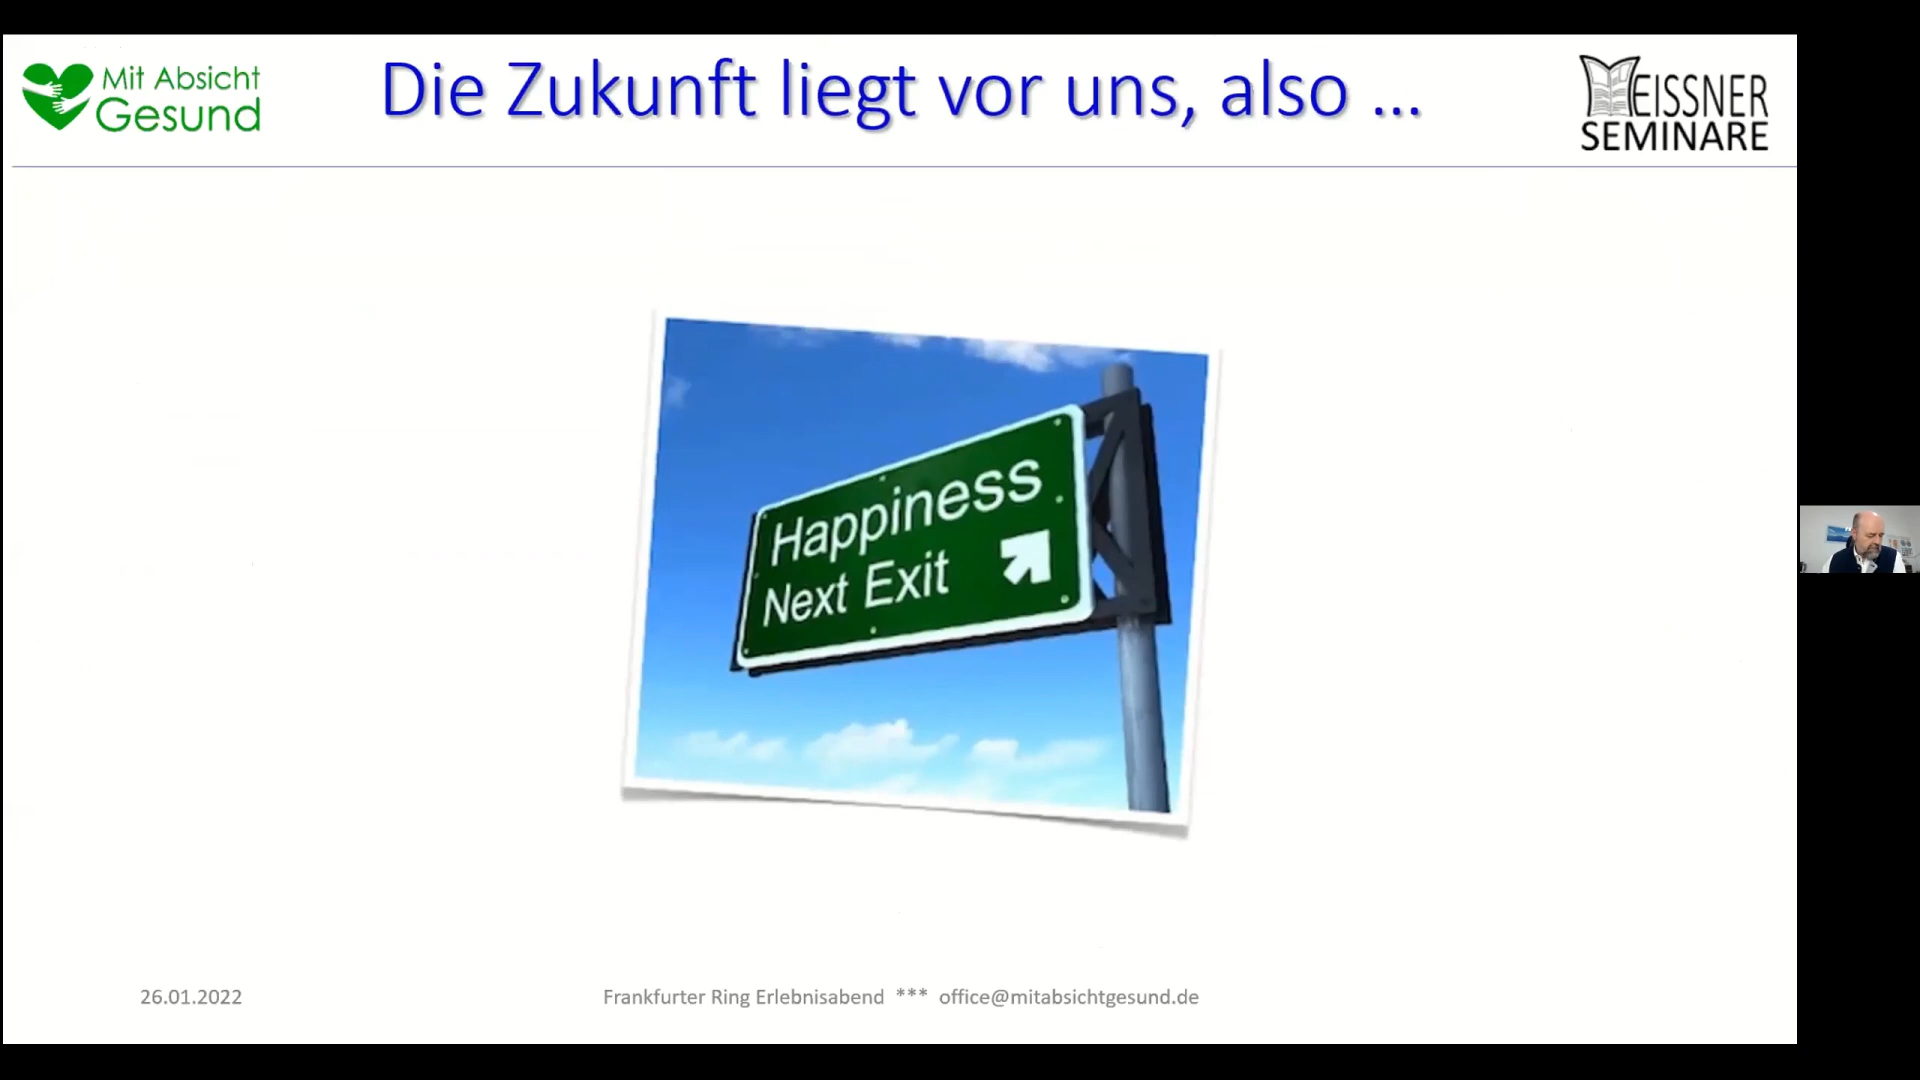 Mit Absicht
Gesund
Die Zukunft liegt vor uns, also ...
MEISSNER
SEMINARE
Happiness
Next Exit
26.01.2022
Frankfurter Ring Erlebnisabend *** office@mitabsichtgesund.de